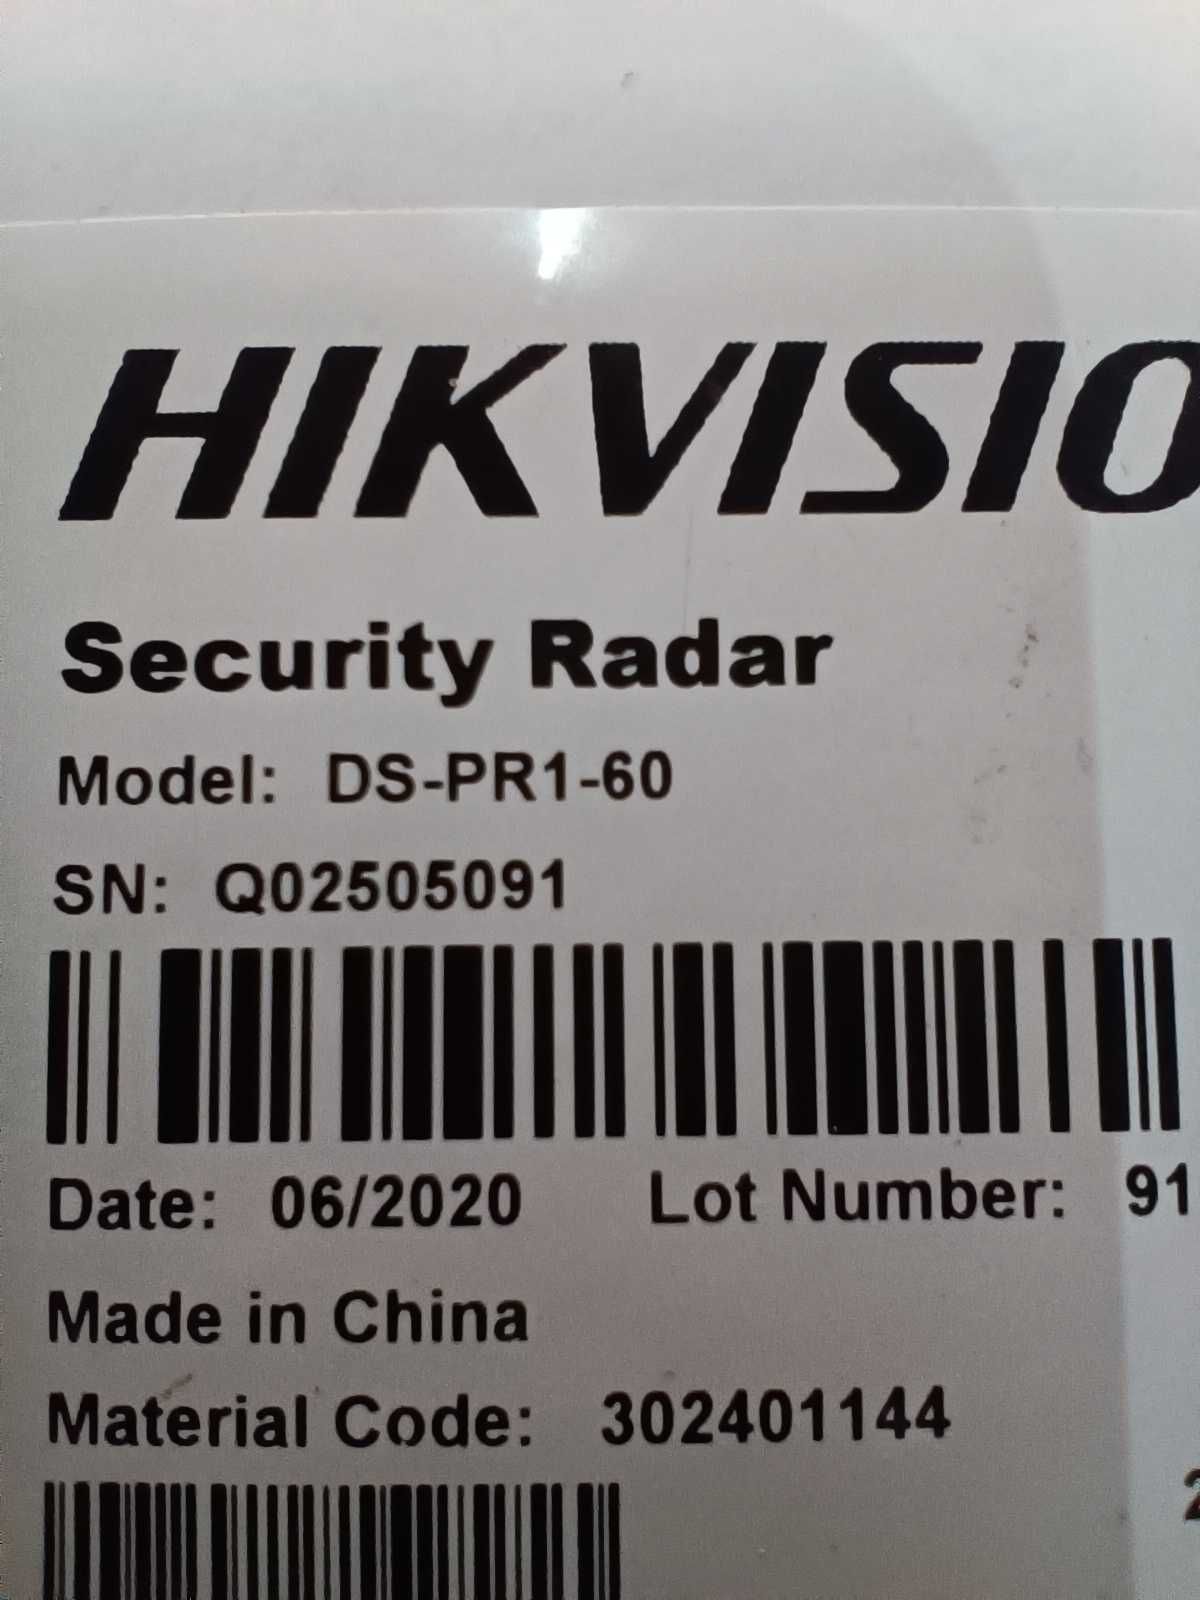 HIKVISIO
Security Radar
Model: DS-PR1-60
SN: Q02505091
Date: 06/2020 Lot Number: 91
Made in China
Material Code: 302401144
2